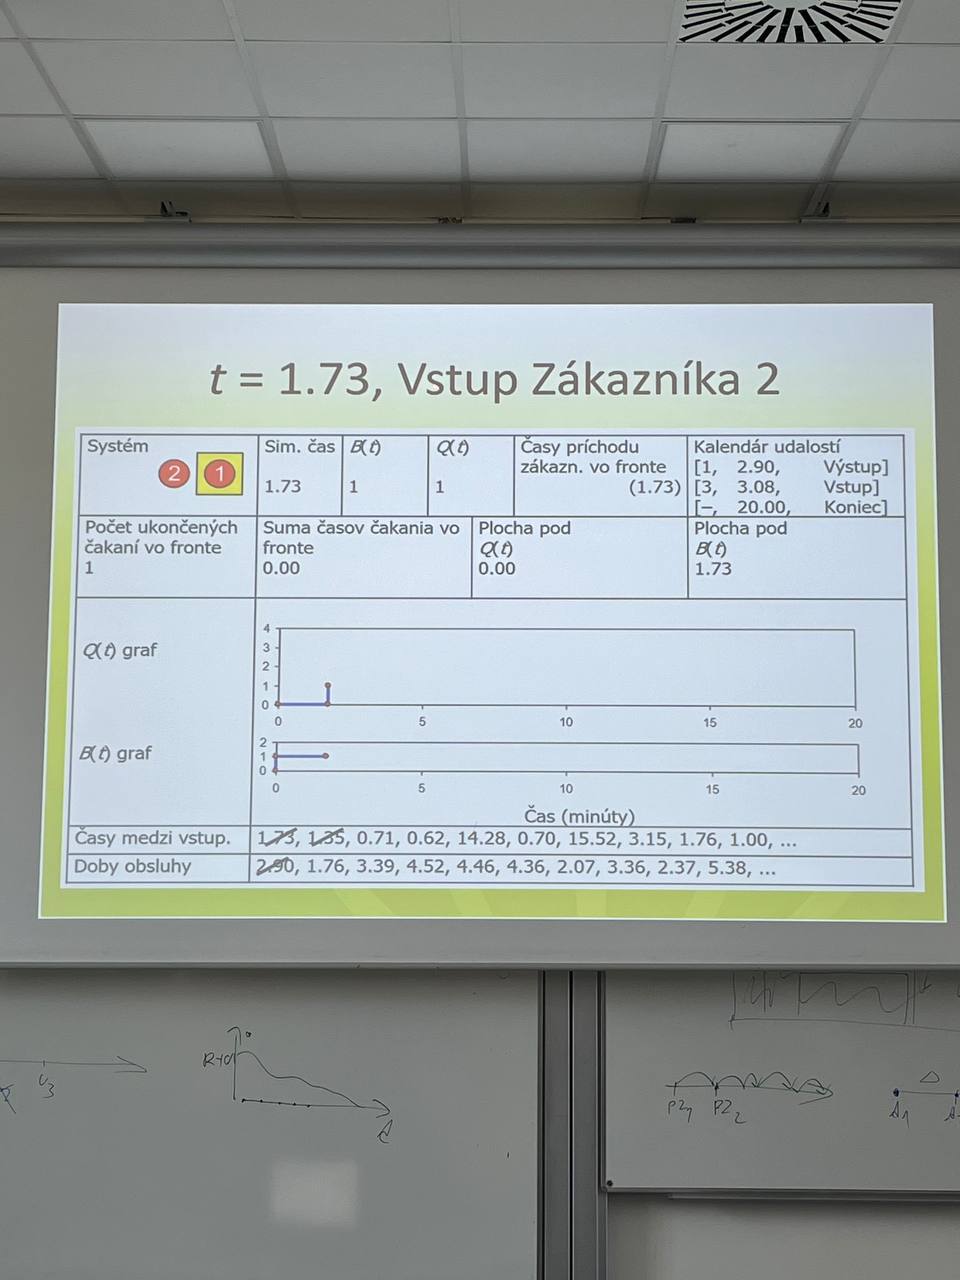 t = 1.73, Vstup Zákazníka 2
Systém
2 1
Sim. čas
1.73
B(t)
1
Q(t)
1
Časy príchodu
zákazn. vo fronte
(1.73)
Kalendár udalostí
[1, 2.90, Výstup]
[3, 3.08, Vstup]
[–, 20.00, Koniec]
Počet ukončených
čakaní vo fronte
1
Suma časov čakania vo
fronte
0.00
Plocha pod
Q(t)
0.00
Plocha pod
B(t)
1.73
Q(t) graf
4
3
2
1
0
0 5 10 15 20
B(t) graf
2
1
0
0 5 10 15 20
Čas (minúty)
Časy medzi vstup. 1.73, 1.35, 0.71, 0.62, 14.28, 0.70, 15.52, 3.15, 1.76, 1.00, ...
Doby obsluhy 2.90, 1.76, 3.39, 4.52, 4.46, 4.36, 2.07, 3.36, 2.37, 5.38, ...
PZ1 PZ2